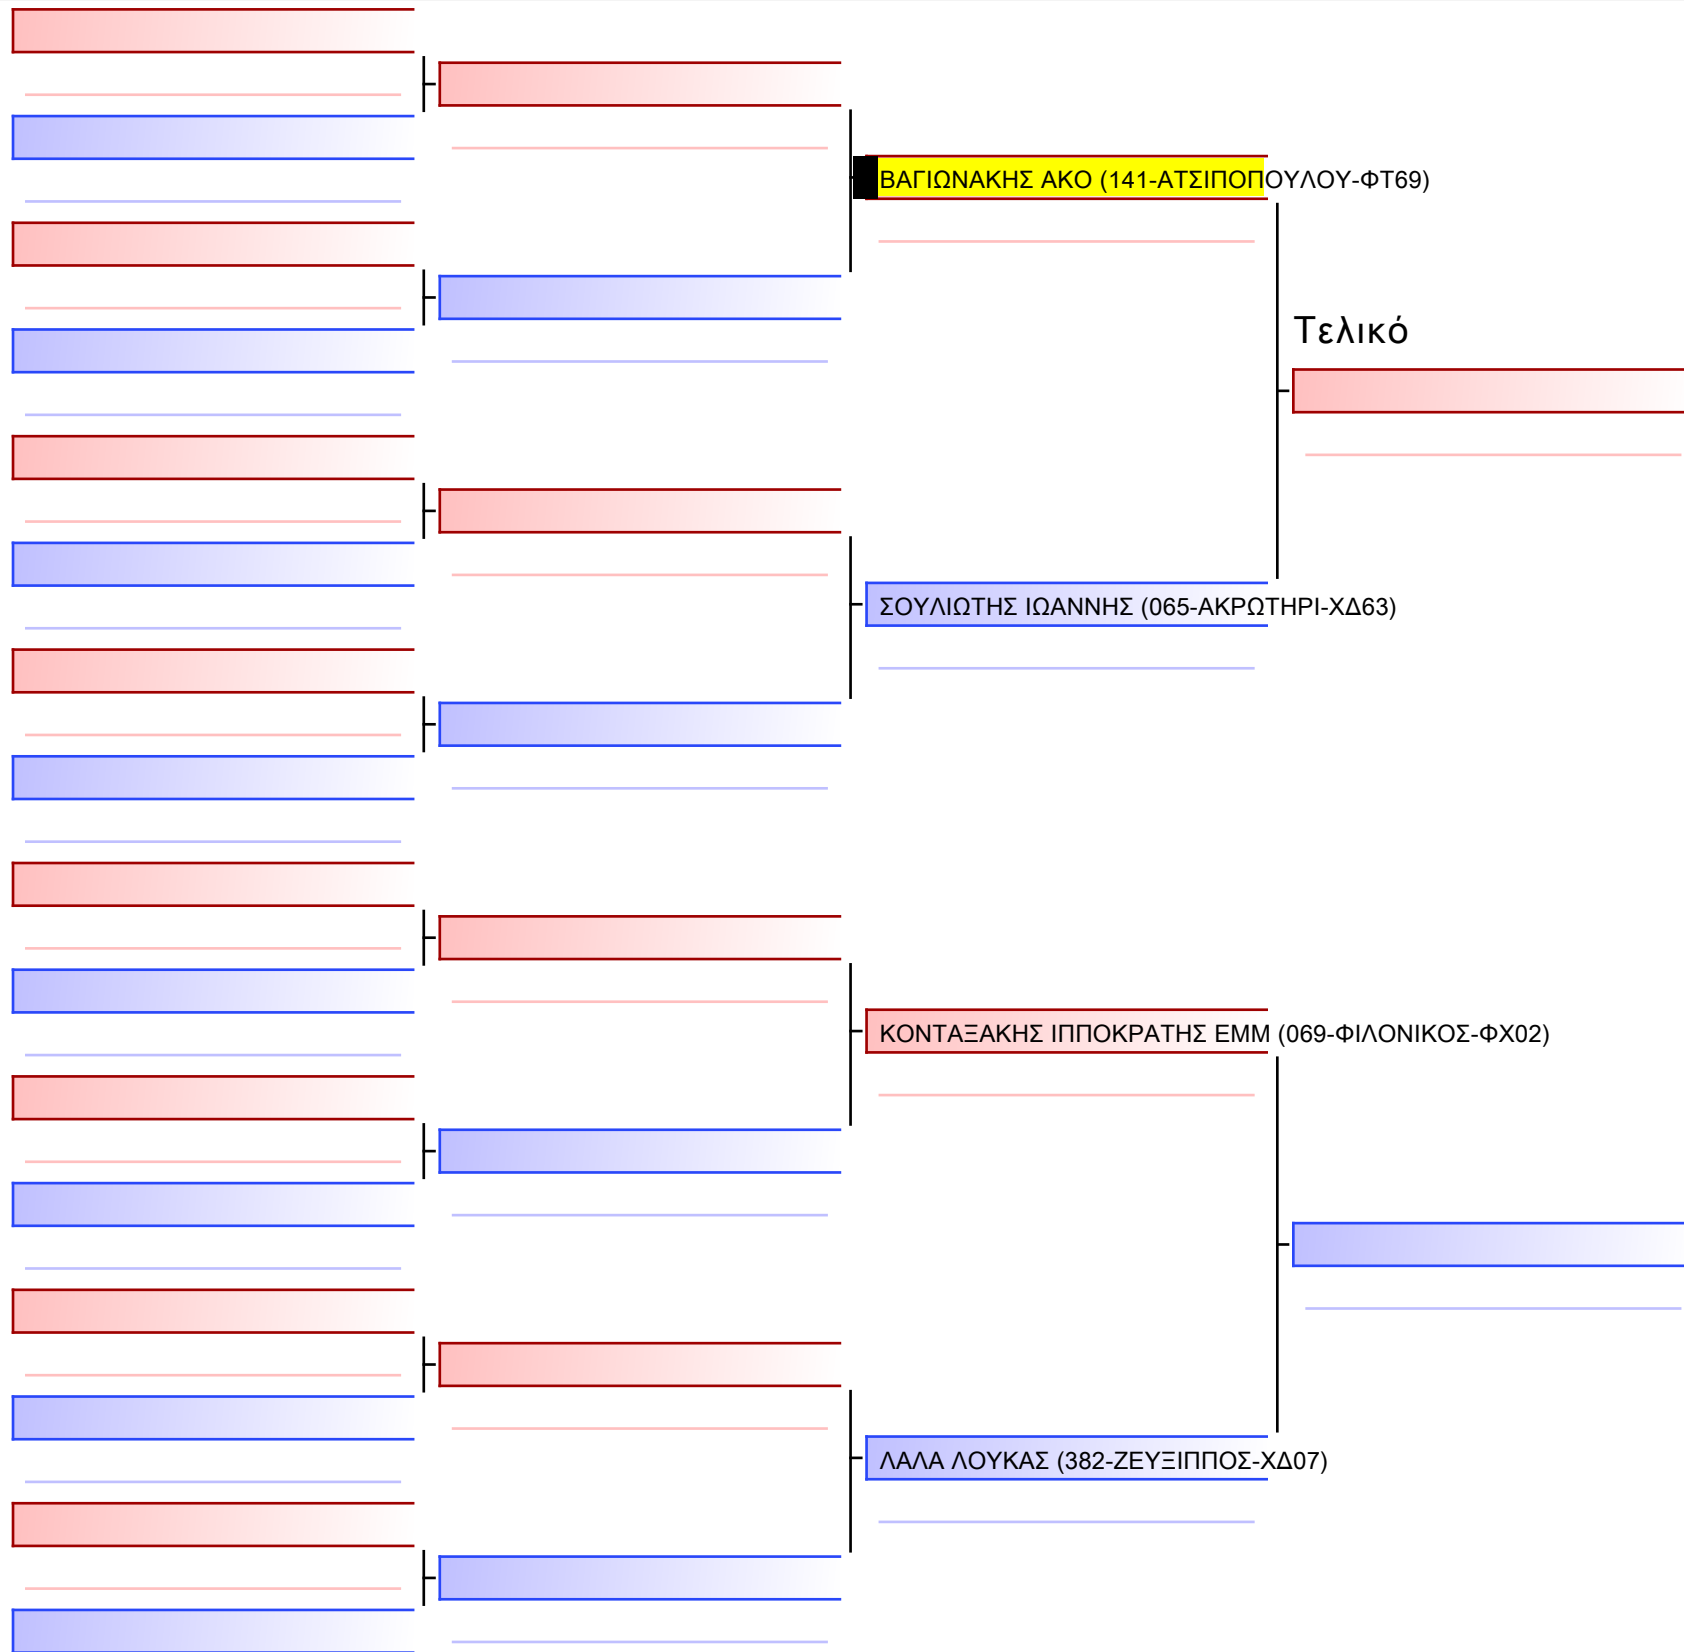 ΒΑΓΙΩΝΑΚΗΣ ΑΚΟ (141-ΑΤΣΙΠΟΠΟΥΛΟΥ-ΦΤ69)
Τελικό
ΣΟΥΛΙΩΤΗΣ ΙΩΑΝΝΗΣ (065-ΑΚΡΩΤΗΡΙ-ΧΔ63)
ΚΟΝΤΑΞΑΚΗΣ ΙΠΠΟΚΡΑΤΗΣ ΕΜΜ (069-ΦΙΛΟΝΙΚΟΣ-ΦΧ02)
ΛΑΛΑ ΛΟΥΚΑΣ (382-ΖΕΥΞΙΠΠΟΣ-ΧΔ07)